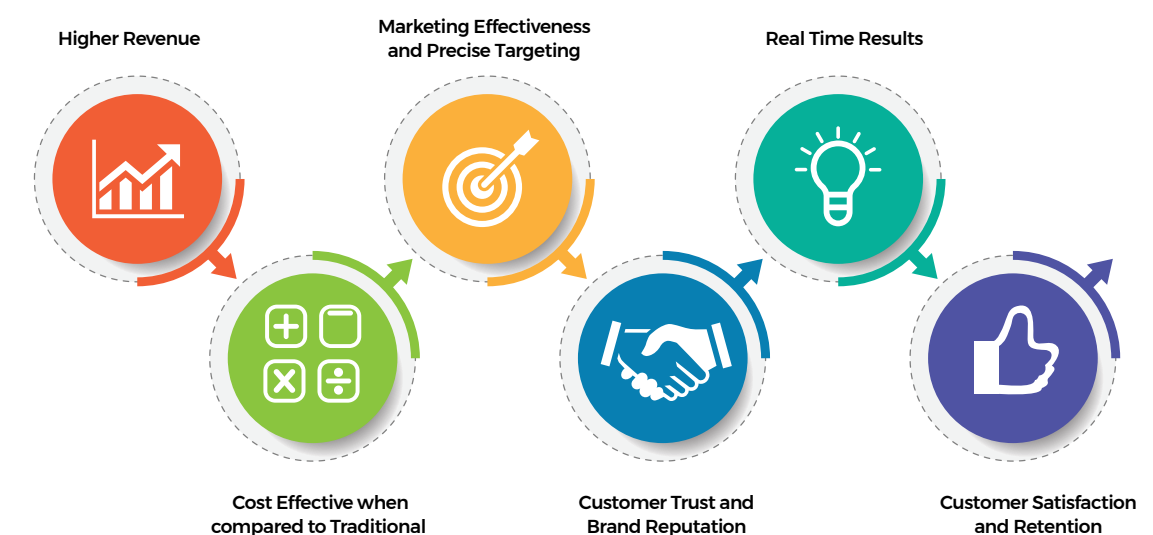 Higher Revenue
Marketing Effectiveness
and Precise Targeting
Real Time Results
Cost Effective when
compared to Traditional
Customer Trust and
Brand Reputation
Customer Satisfaction
and Retention